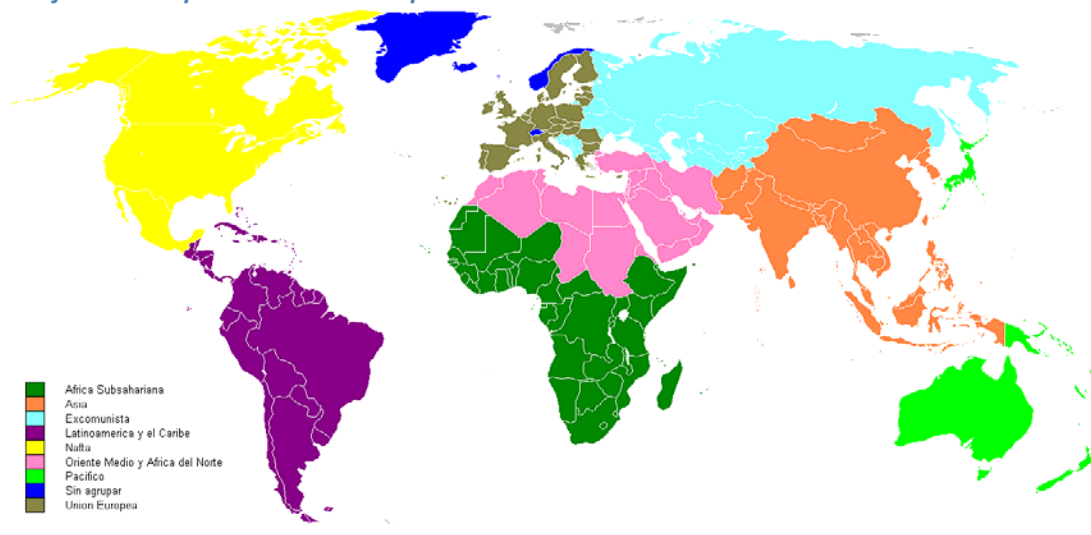 Africa Subsahariana
Asia
Excomunista
Latinoamerica y el Caribe
Nafta
Oriente Medio y Africa del Norte
Pacifico
Sin agrupar
Union Europea